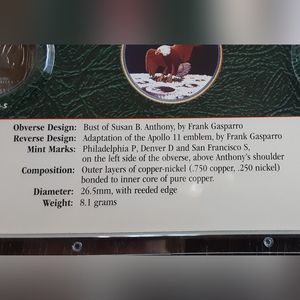 -S
Obverse Design: Bust of Susan B. Anthony, by Frank Gasparro
Reverse Design: Adaptation of the Apollo 11 emblem, by Frank Gasparro
Mint Marks: Philadelphia P, Denver D and San Francisco S,
on the left side of the obverse, above Anthony's shoulder
Composition: Outer layers of copper-nickel (.750 copper, .250 nickel)
bonded to inner core of pure copper.
Diameter: 26.5mm, with reeded edge
Weight: 8.1 grams